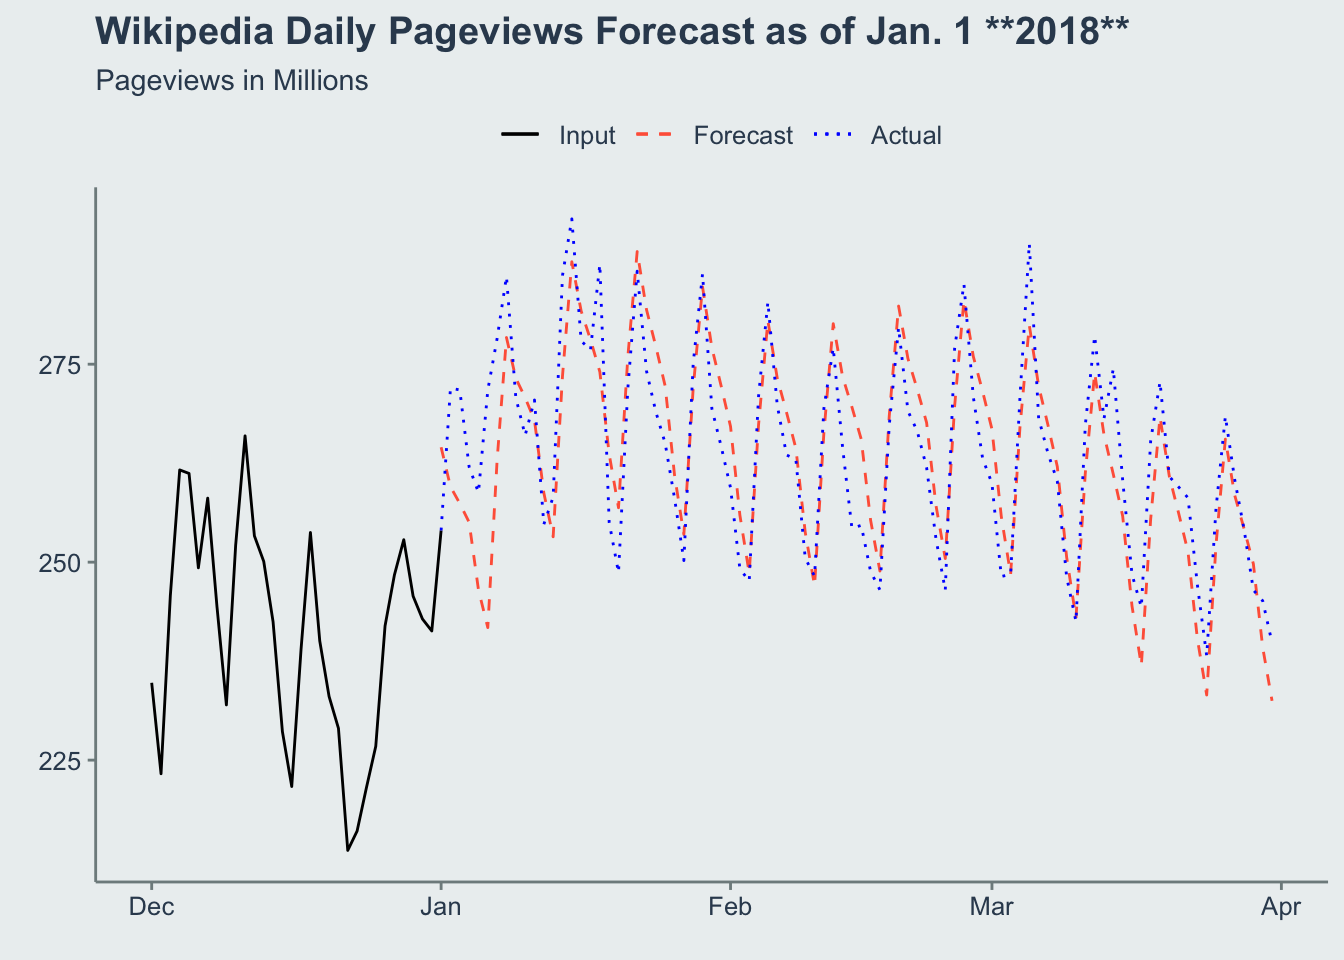 Wikipedia Daily Pageviews Forecast as of Jan. 1 **2018**
Pageviews in Millions
Input Forecast Actual
275
250
225
Dec Jan Feb Mar Apr